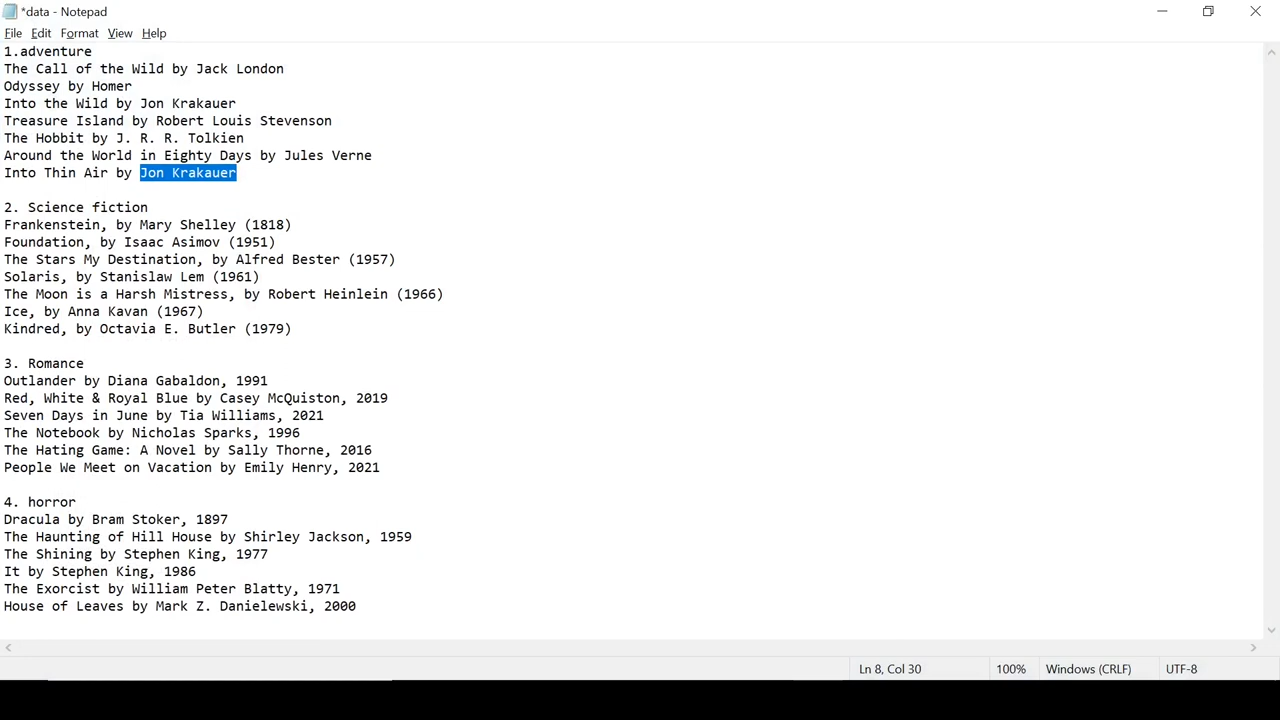 *data - Notepad
File Edit Format View Help
1.adventure
The Call of the Wild by Jack London
Odyssey by Homer
Into the Wild by Jon Krakauer
Treasure Island by Robert Louis Stevenson
The Hobbit by J. R. R. Tolkien
Around the World in Eighty Days by Jules Verne
Into Thin Air by Jon Krakauer
2. Science fiction
Frankenstein, by Mary Shelley (1818)
Foundation, by Isaac Asimov (1951)
The Stars My Destination, by Alfred Bester (1957)
Solaris, by Stanislaw Lem (1961)
The Moon is a Harsh Mistress, by Robert Heinlein (1966)
Ice, by Anna Kavan (1967)
Kindred, by Octavia E. Butler (1979)
3. Romance
Outlander by Diana Gabaldon, 1991
Red, White & Royal Blue by Casey McQuiston, 2019
Seven Days in June by Tia Williams, 2021
The Notebook by Nicholas Sparks, 1996
The Hating Game: A Novel by Sally Thorne, 2016
People We Meet on Vacation by Emily Henry, 2021
4. horror
Dracula by Bram Stoker, 1897
The Haunting of Hill House by Shirley Jackson, 1959
The Shining by Stephen King, 1977
It by Stephen King, 1986
The Exorcist by William Peter Blatty, 1971
House of Leaves by Mark Z. Danielewski, 2000
Ln 8, Col 30 100% Windows (CRLF) UTF-8